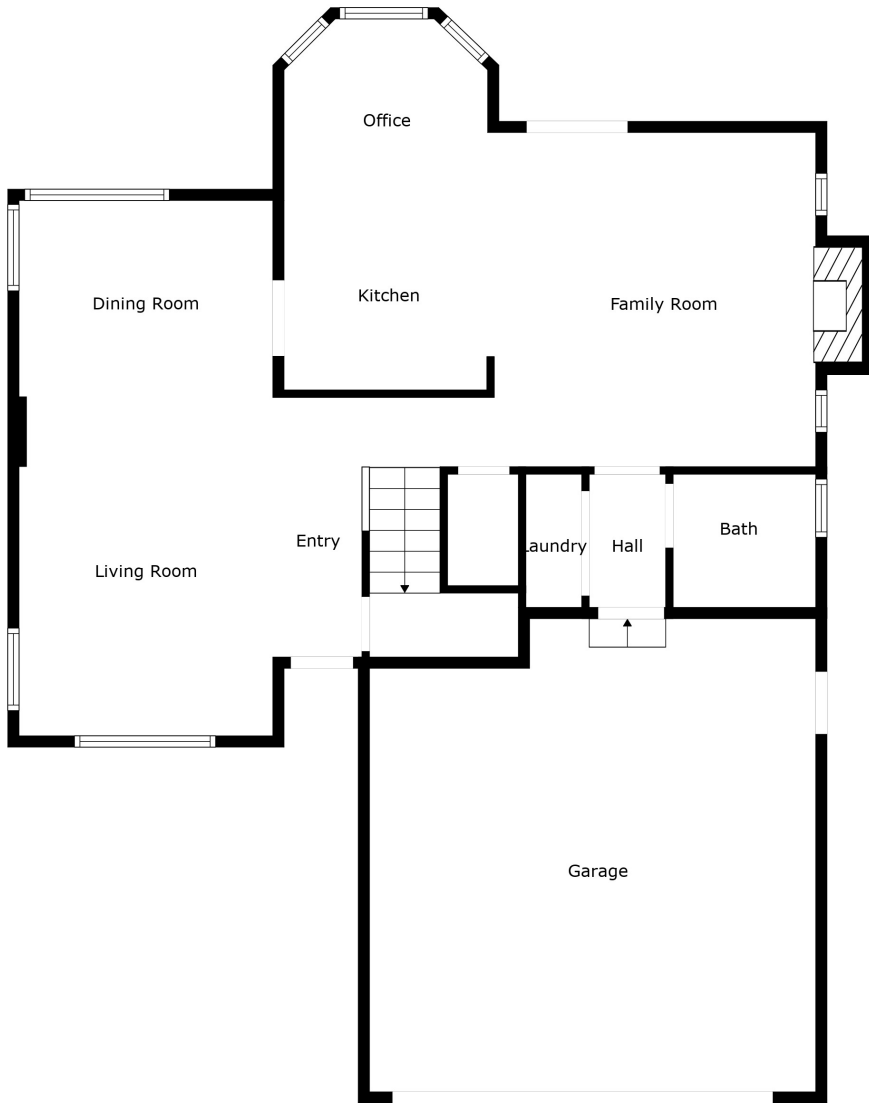 Office
Dining Room
Kitchen
Family Room
Entry
Living Room
Laundry
Hall
Bath
Garage